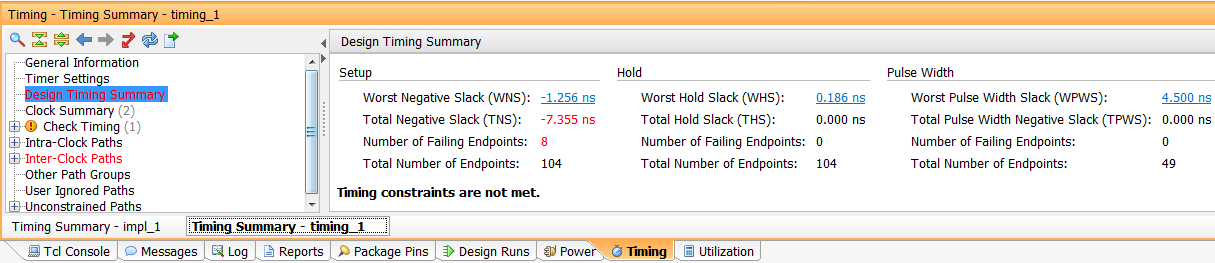 Timing - Timing Summary - timing_1
General Information
Timer Settings
Design Timing Summary
Clock Summary (2)
Check Timing (1)
Intra-Clock Paths
Inter-Clock Paths
Other Path Groups
User Ignored Paths
Unconstrained Paths
Design Timing Summary
Setup Hold Pulse Width
Worst Negative Slack (WNS): -1.256 ns Worst Hold Slack (WHS): 0.186 ns Worst Pulse Width Slack (WPWS): 4.500 ns
Total Negative Slack (TNS): -7.355 ns Total Hold Slack (THS): 0.000 ns Total Pulse Width Negative Slack (TPWS): 0.000 ns
Number of Failing Endpoints: 8 Number of Failing Endpoints: 0 Number of Failing Endpoints: 0
Total Number of Endpoints: 104 Total Number of Endpoints: 104 Total Number of Endpoints: 49
Timing constraints are not met.
Timing Summary - impl_1 Timing Summary - timing_1
Tcl Console Messages Log Reports Package Pins Design Runs Power Timing Utilization